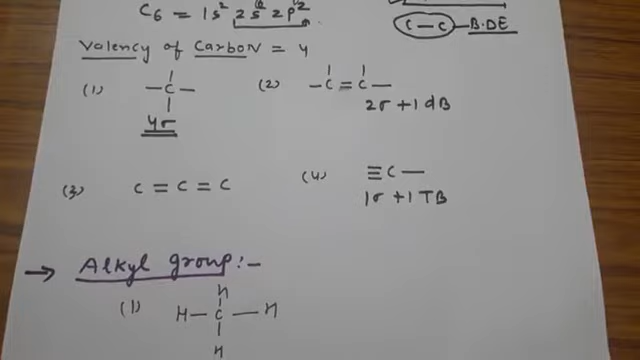 C6 = 1s² 2s² 2p²
C — C — B.DE
Valency of Carbon = 4
(1) — C —
4σ
(2) — C = C —
2σ + 1 dB
(3) C = C = C
(4) ≡ C —
1σ + 1 TB
→ Alkyl group :-
(1) H
H — C — H
H